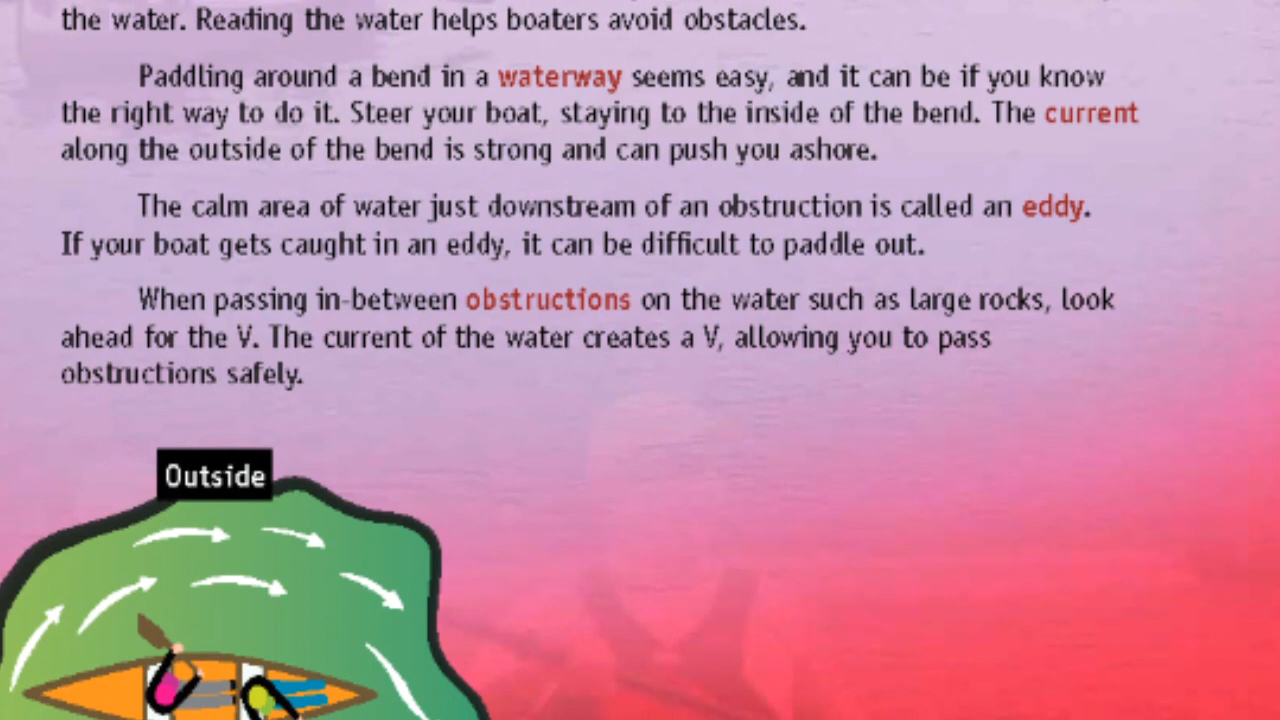 the water. Reading the water helps boaters avoid obstacles.
Paddling around a bend in a waterway seems easy, and it can be if you know
the right way to do it. Steer your boat, staying to the inside of the bend. The current
along the outside of the bend is strong and can push you ashore.
The calm area of water just downstream of an obstruction is called an eddy.
If your boat gets caught in an eddy, it can be difficult to paddle out.
When passing in-between obstructions on the water such as large rocks, look
ahead for the V. The current of the water creates a V, allowing you to pass
obstructions safely.
Outside